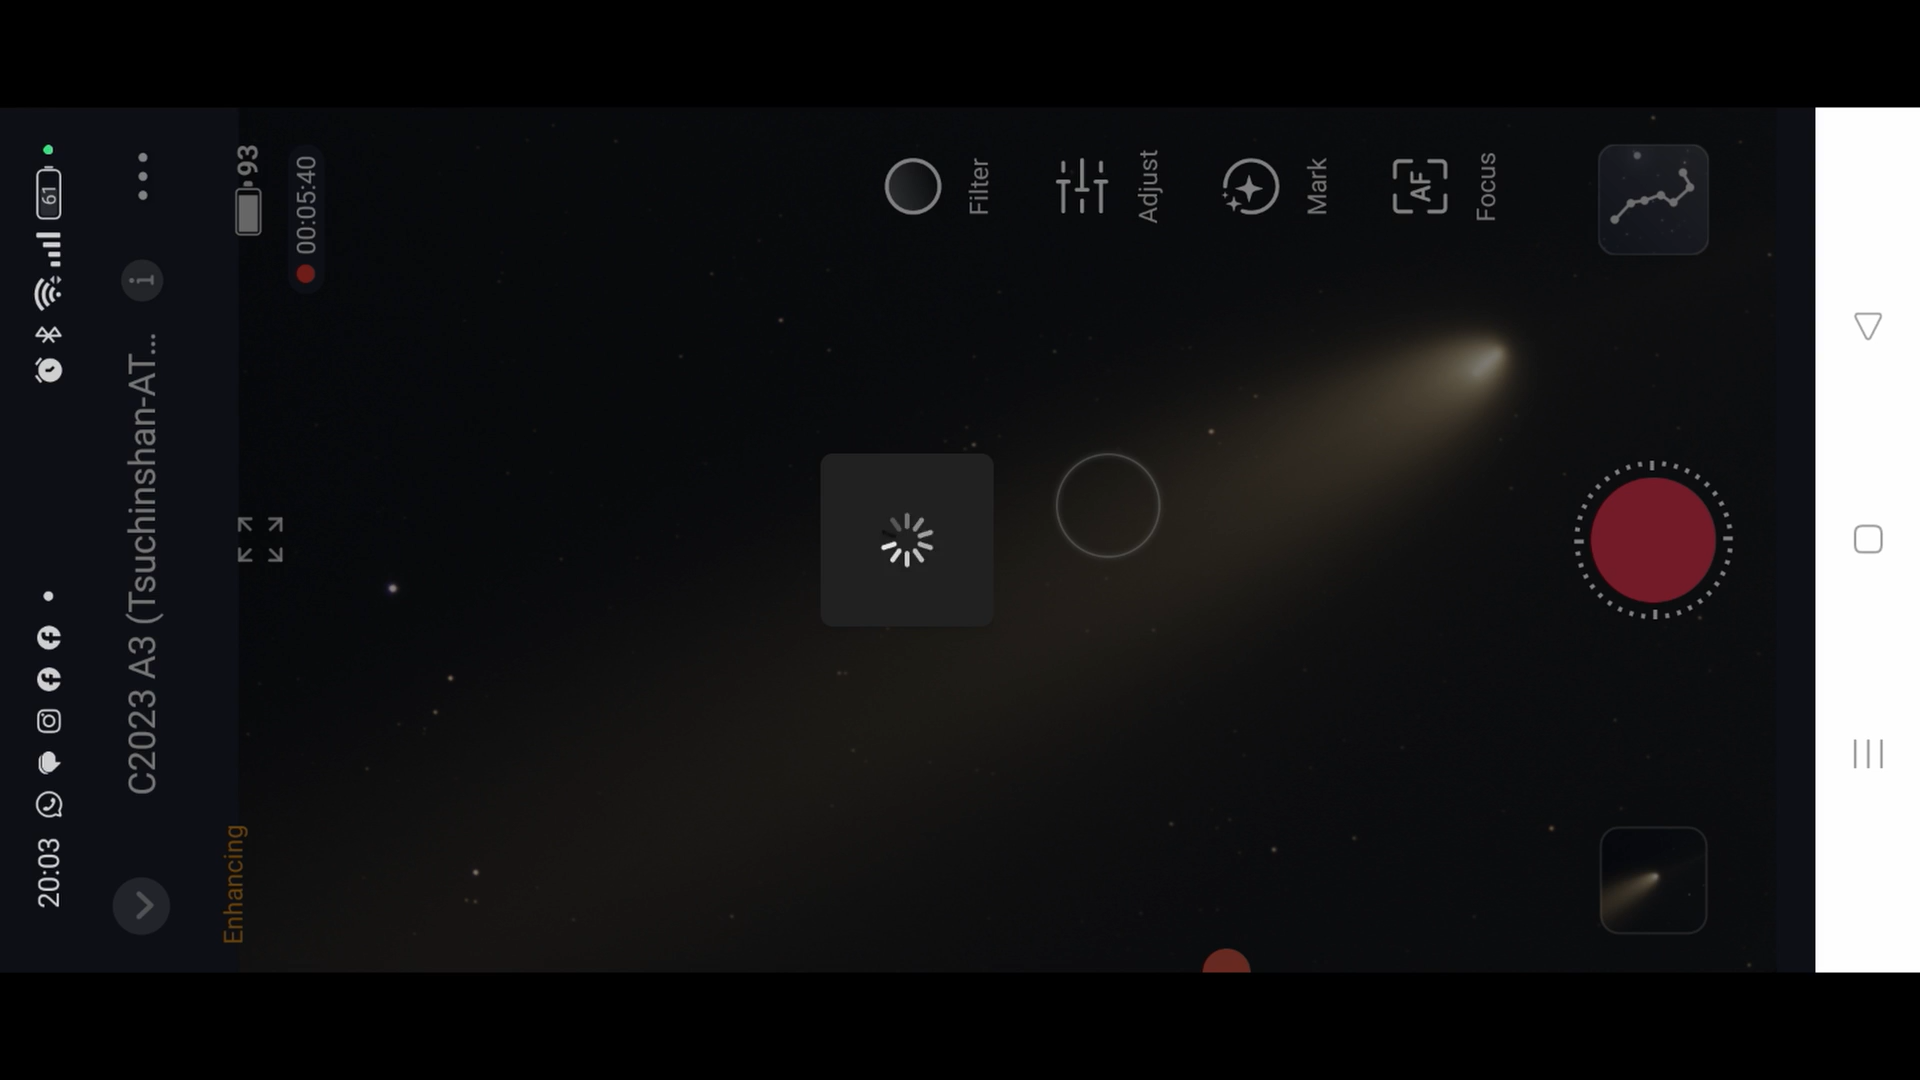 20:03
61
C2023 A3 (Tsuchinshan-AT...
i
Enhancing
93
00:05:40
Filter
Adjust
Mark
AF
Focus